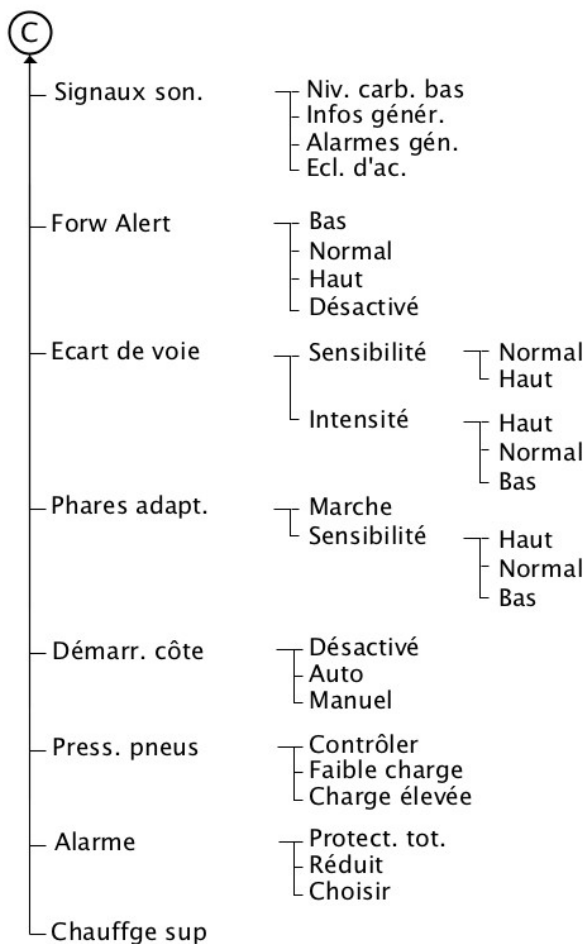 C
Signaux son.
Niv. carb. bas
Infos génér.
Alarmes gén.
Ecl. d'ac.
Forw Alert
Bas
Normal
Haut
Désactivé
Ecart de voie
Sensibilité
Normal
Haut
Intensité
Haut
Normal
Bas
Phares adapt.
Marche
Sensibilité
Haut
Normal
Bas
Démarr. côte
Désactivé
Auto
Manuel
Press. pneus
Contrôler
Faible charge
Charge élevée
Alarme
Protect. tot.
Réduit
Choisir
Chauffge sup